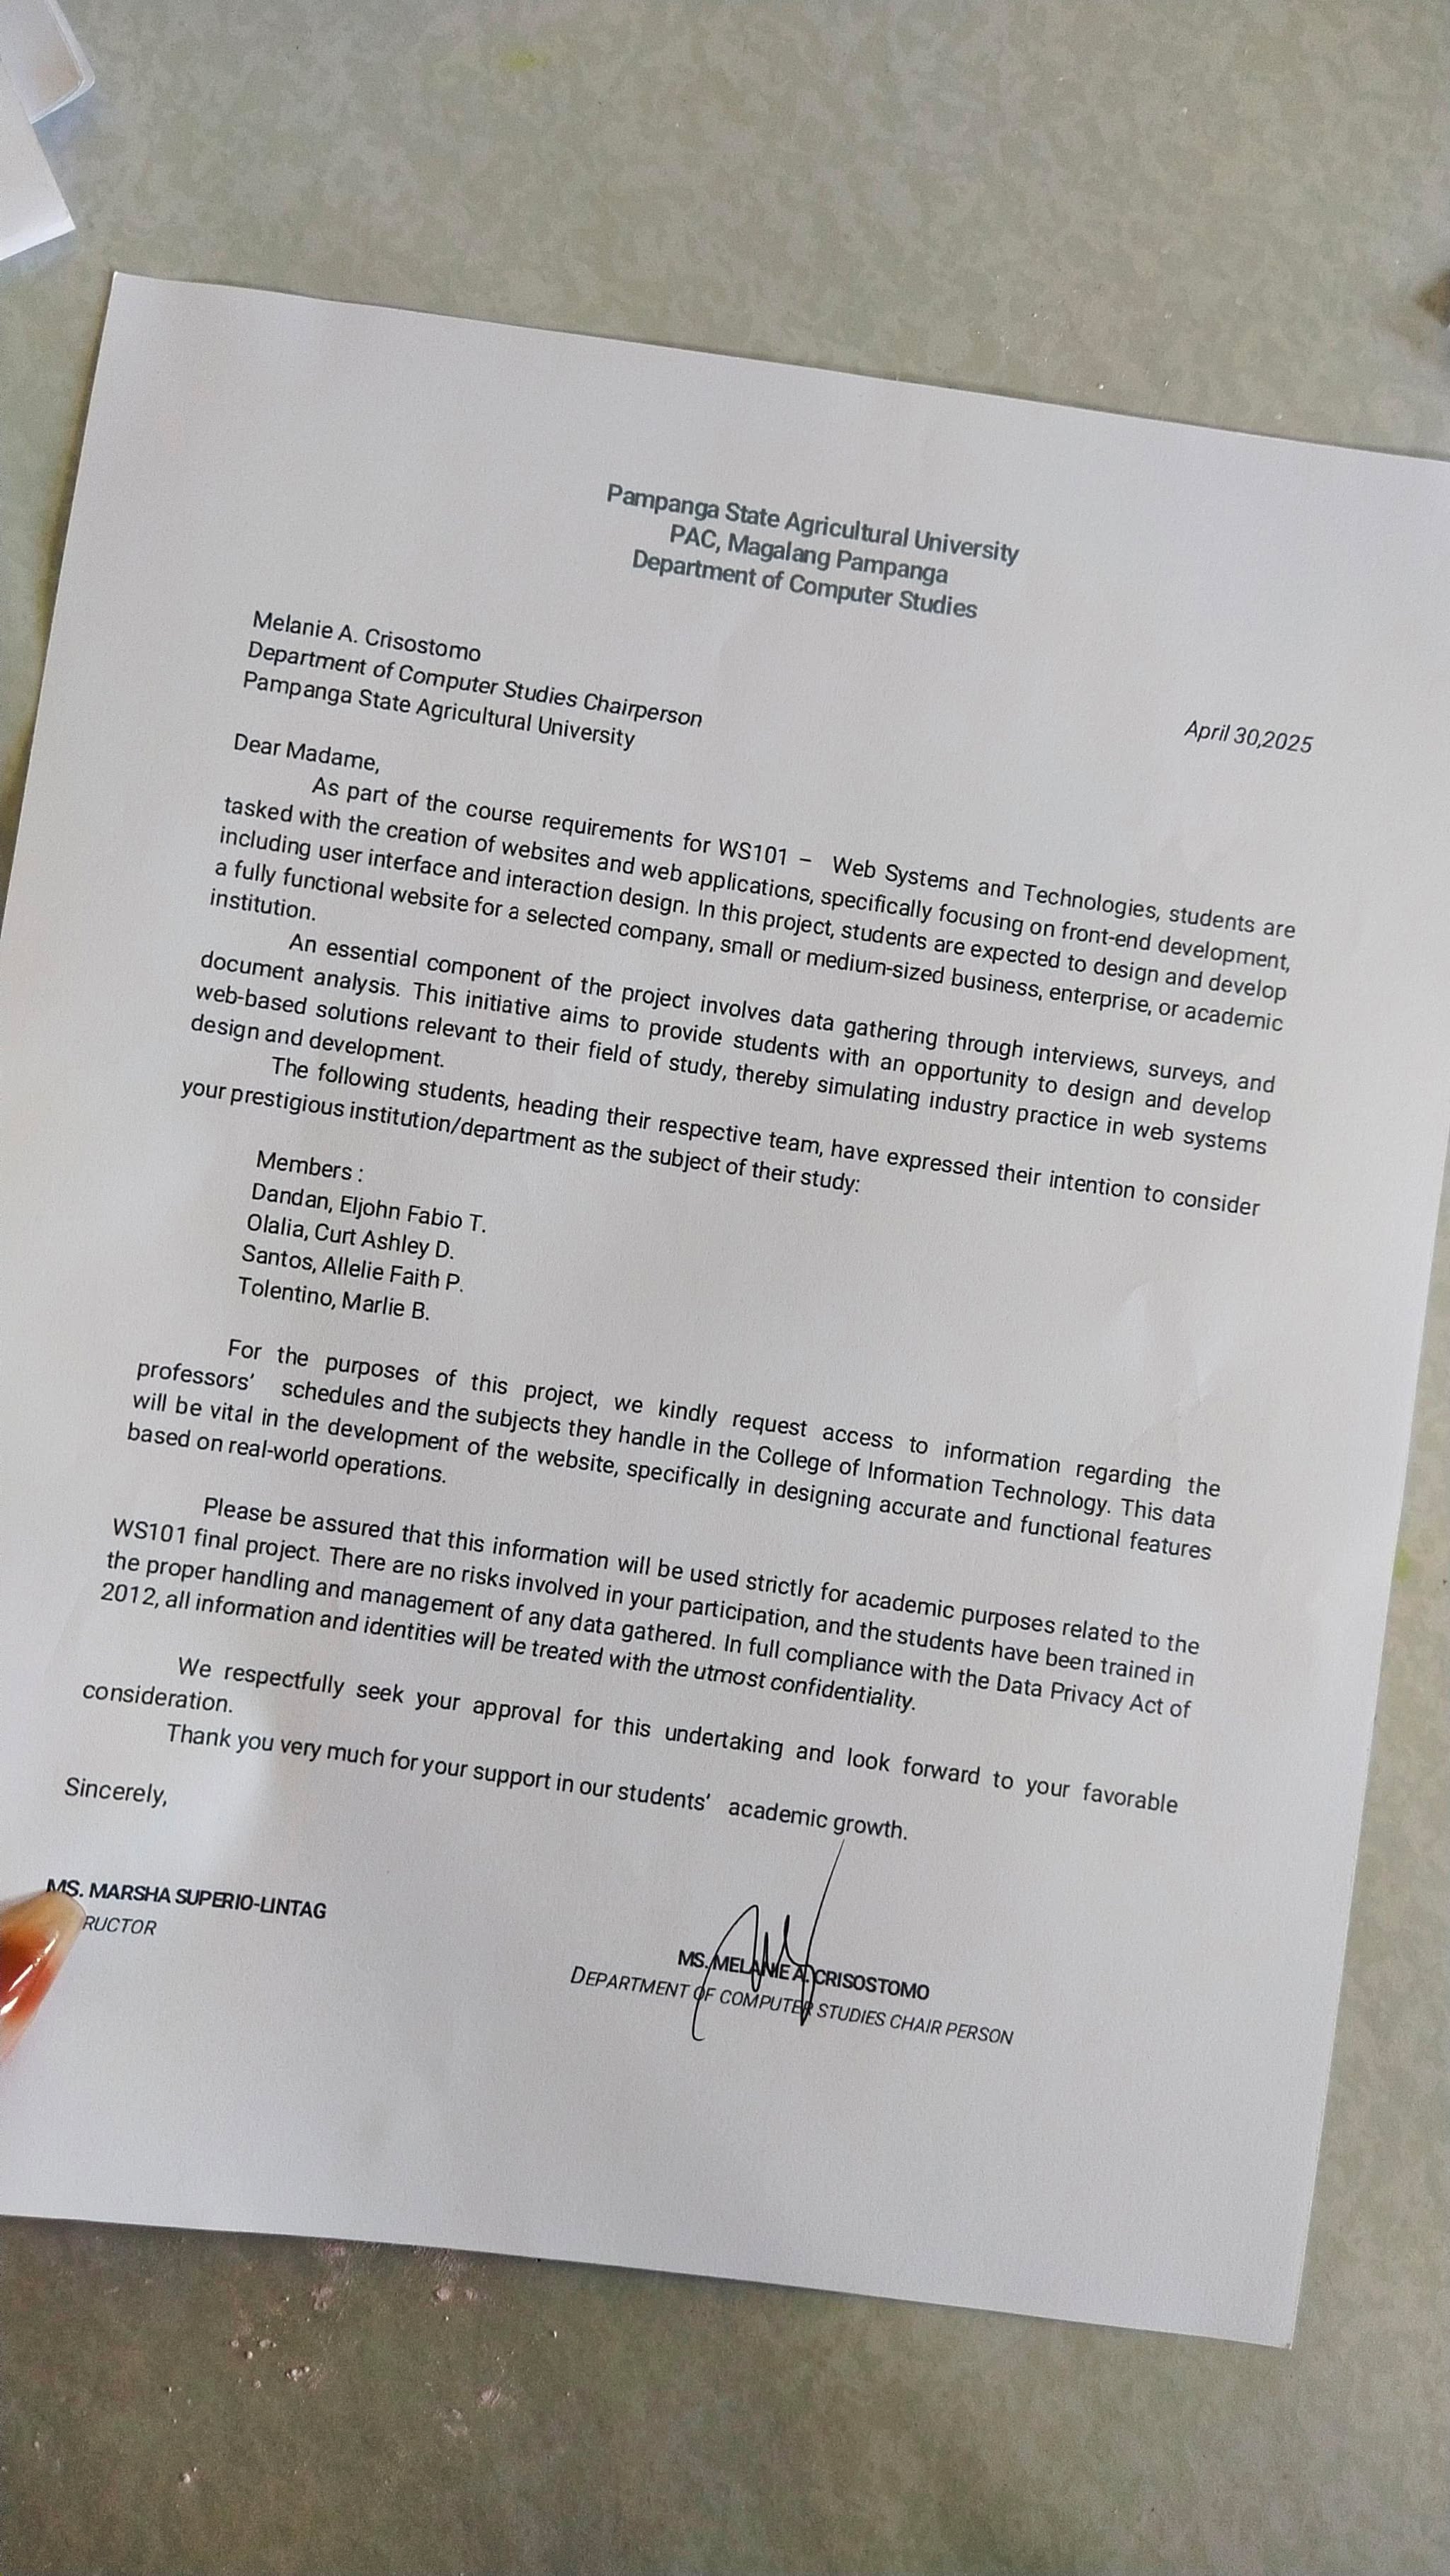 Pampanga State Agricultural University
PAC, Magalang Pampanga
Department of Computer Studies
Melanie A. Crisostomo
Department of Computer Studies Chairperson
Pampanga State Agricultural University
April 30,2025
Dear Madame,
As part of the course requirements for WS101 – Web Systems and Technologies, students are
tasked with the creation of websites and web applications, specifically focusing on front-end development,
including user interface and interaction design. In this project, students are expected to design and develop
a fully functional website for a selected company, small or medium-sized business, enterprise, or academic
institution.
An essential component of the project involves data gathering through interviews, surveys, and
document analysis. This initiative aims to provide students with an opportunity to design and develop
web-based solutions relevant to their field of study, thereby simulating industry practice in web systems
design and development.
The following students, heading their respective team, have expressed their intention to consider
your prestigious institution/department as the subject of their study:
Members :
Dandan, Eljohn Fabio T.
Olalia, Curt Ashley D.
Santos, Allelie Faith P.
Tolentino, Marlie B.
For the purposes of this project, we kindly request access to information regarding the
professors’ schedules and the subjects they handle in the College of Information Technology. This data
will be vital in the development of the website, specifically in designing accurate and functional features
based on real-world operations.
Please be assured that this information will be used strictly for academic purposes related to the
WS101 final project. There are no risks involved in your participation, and the students have been trained in
the proper handling and management of any data gathered. In full compliance with the Data Privacy Act of
2012, all information and identities will be treated with the utmost confidentiality.
We respectfully seek your approval for this undertaking and look forward to your favorable
consideration.
Thank you very much for your support in our students’ academic growth.
Sincerely,
MS. MARSHA SUPERIO-LINTAG
RUCTOR
MS. MELANIE A. CRISOSTOMO
DEPARTMENT OF COMPUTER STUDIES CHAIR PERSON